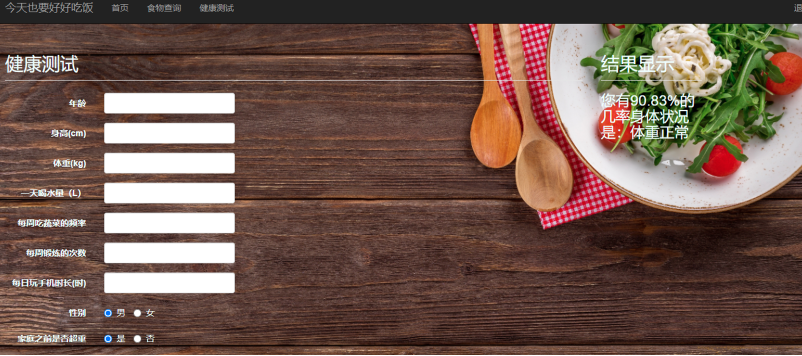 今天也要好好吃饭 首页 食物查询 健康测试
健康测试
年龄
身高(cm)
体重(kg)
一天喝水量（L）
每周吃蔬菜的频率
每周锻炼的次数
每日玩手机时长(时)
性别 男 女
家庭之前是否超重 是 否
结果显示
您有90.83%的
几率身体状况
是：体重正常